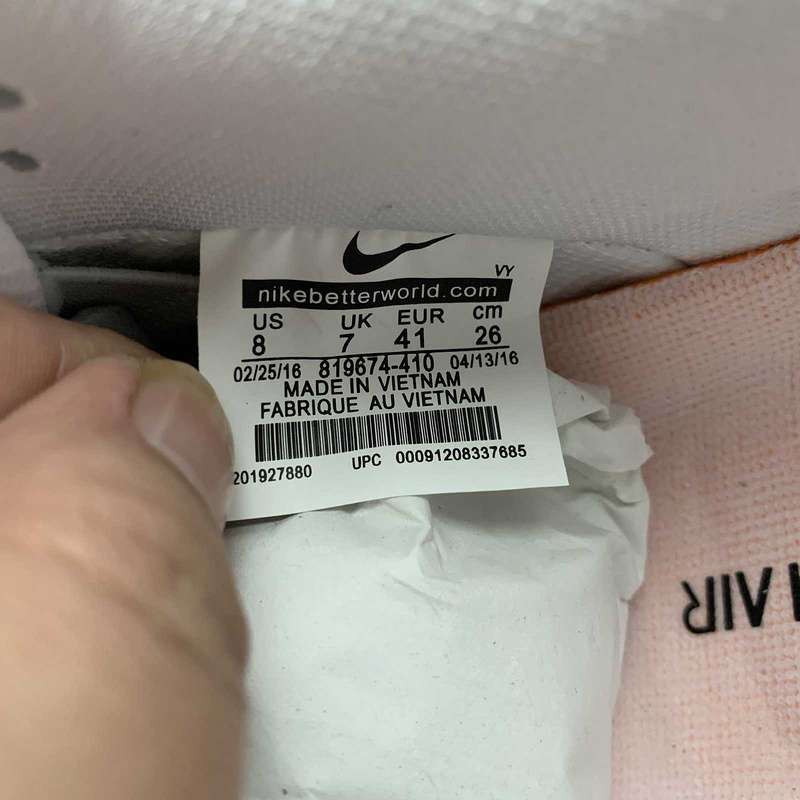 VY
nikebetterworld.com
US UK EUR cm
8 7 41 26
02/25/16 819674-410 04/13/16
MADE IN VIETNAM
FABRIQUE AU VIETNAM
201927880 UPC 00091208337685
AIR